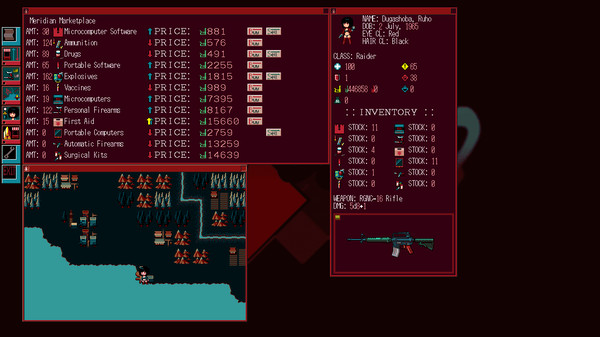 Meridian Marketplace
AMT: 30 Microcomputer Software PRICE: 881
AMT: 124 Ammunition PRICE: 576
AMT: 89 Drugs PRICE: 491
AMT: 65 Portable Software PRICE: 2255
AMT: 162 Explosives PRICE: 1815
AMT: 16 Vaccines PRICE: 989
AMT: 19 Microcomputers PRICE: 7395
AMT: 122 Personal Firearms PRICE: 8167
AMT: 15 First Aid PRICE: 15660
AMT: 0 Portable Computers PRICE: 2759
AMT: 0 Automatic Firearms PRICE: 13259
AMT: 0 Surgical Kits PRICE: 14639
NAME: Dugashoba, Ruho
DOB: 2 July, 1965
EYE CL: Red
HAIR CL: Black
CLASS: Raider
100 65
1 38
446858 0
0
:: INVENTORY ::
STOCK: 11 STOCK: 0
STOCK: 0 STOCK: 0
STOCK: 4 STOCK: 0
STOCK: 0 STOCK: 11
STOCK: 1 STOCK: 0
STOCK: 0 STOCK: 0
WEAPON: RGNC-16 Rifle
DMG: 5d6+1